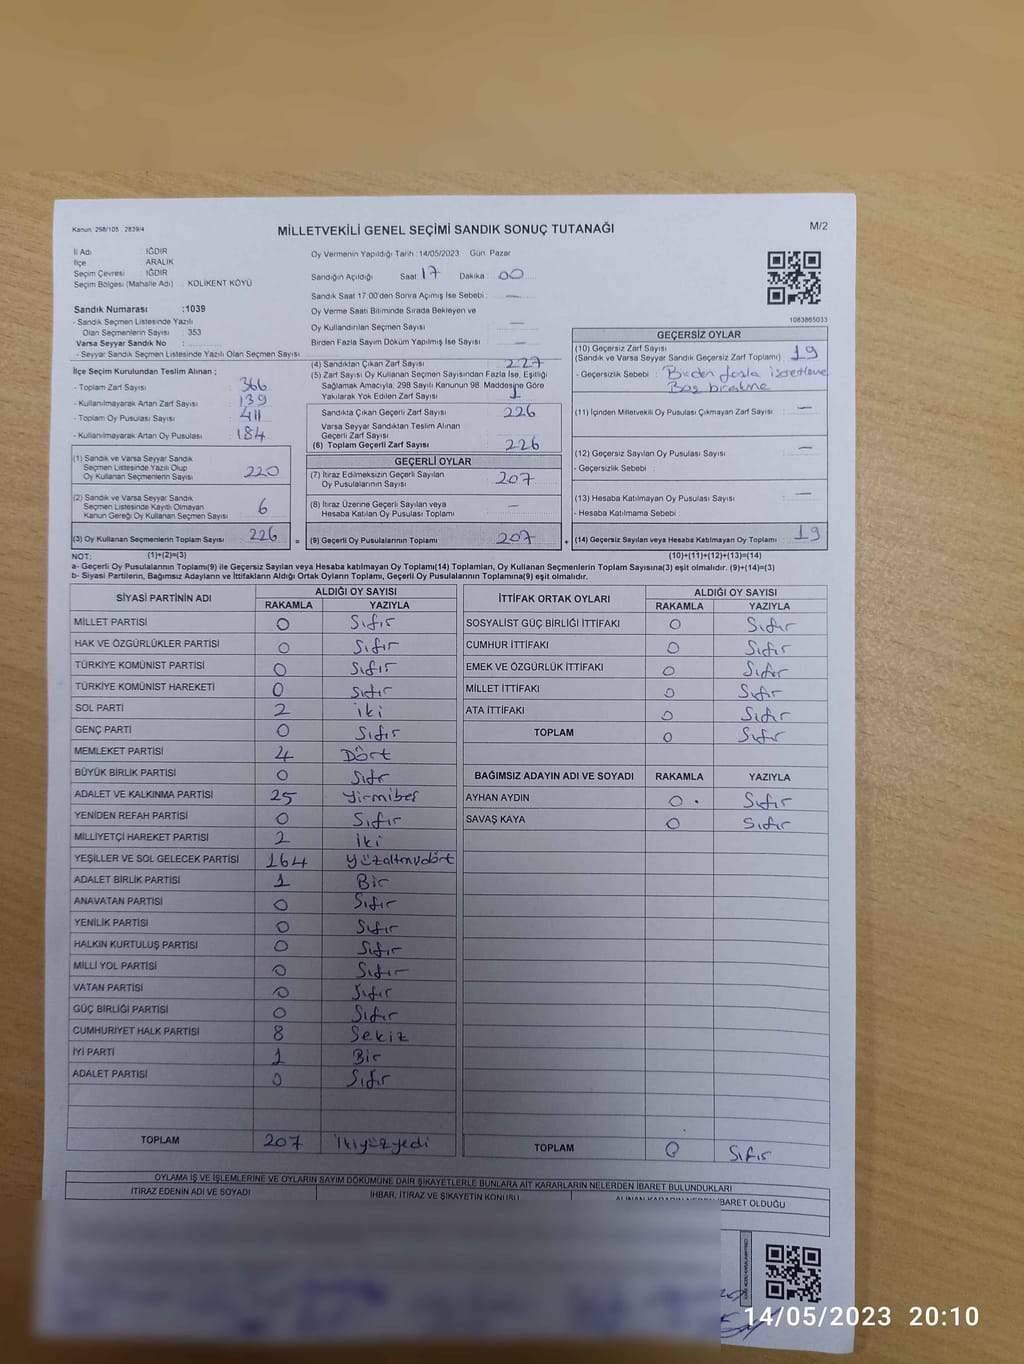 Kanun: 298/105 . 2839/4
MİLLETVEKİLİ GENEL SEÇİMİ SANDIK SONUÇ TUTANAĞI
M/2
İl Adı IĞDIR
İlçe ARALIK
Seçim Çevresi IĞDIR
Seçim Bölgesi (Mahalle Adı) : KOLİKENT KÖYÜ
Sandık Numarası :1039
- Sandık Seçmen Listesinde Yazılı
Olan Seçmenlerin Sayısı : 353
Varsa Seyyar Sandık No :
- Seyyar Sandık Seçmen Listesinde Yazılı Olan Seçmen Sayısı
Oy Vermenin Yapıldığı Tarih : 14/05/2023 Gün: Pazar
Sandığın Açıldığı Saat : 17 Dakika : 00
Sandık Saat 17:00'den Sonra Açılmış İse Sebebi : —
Oy Verme Saati Bitiminde Sırada Bekleyen ve
Oy Kullandırılan Seçmen Sayısı : —
Birden Fazla Sayım Döküm Yapılmış İse Sayısı : —
1083865033
İlçe Seçim Kurulundan Teslim Alınan ;
- Toplam Zarf Sayısı : 366
- Kullanılmayarak Artan Zarf Sayısı : 139
- Toplam Oy Pusulası Sayısı : 411
- Kullanılmayarak Artan Oy Pusulası : 184
(1) Sandık ve Varsa Seyyar Sandık
Seçmen Listesinde Yazılı Olup
Oy Kullanan Seçmenlerin Sayısı : 220
(2) Sandık ve Varsa Seyyar Sandık
Seçmen Listesinde Kayıtlı Olmayan
Kanun Gereği Oy Kullanan Seçmen Sayısı : 6
(3) Oy Kullanan Seçmenlerin Toplam Sayısı : 226
(4) Sandıktan Çıkan Zarf Sayısı : 227
(5) Zarf Sayısı Oy Kullanan Seçmen Sayısından Fazla İse, Eşitliği
Sağlamak Amacıyla, 298 Sayılı Kanunun 98. Maddesine Göre
Yakılarak Yok Edilen Zarf Sayısı : 1
Sandıkta Çıkan Geçerli Zarf Sayısı : 226
Varsa Seyyar Sandıktan Teslim Alınan
Geçerli Zarf Sayısı :
(6) Toplam Geçerli Zarf Sayısı : 226
GEÇERLİ OYLAR
(7) İtiraz Edilmeksizin Geçerli Sayılan
Oy Pusulalarının Sayısı : 207
(8) İtiraz Üzerine Geçerli Sayılan veya
Hesaba Katılan Oy Pusulası Toplamı : —
= (9) Geçerli Oy Pusulalarının Toplamı : 207
GEÇERSİZ OYLAR
(10) Geçersiz Zarf Sayısı
(Sandık ve Varsa Seyyar Sandık Geçersiz Zarf Toplamı) : 19
- Geçersizlik Sebebi : Birden fazla işaretleme
Boş bırakma
(11) İçinden Milletvekili Oy Pusulası Çıkmayan Zarf Sayısı : —
(12) Geçersiz Sayılan Oy Pusulası Sayısı : —
- Geçersizlik Sebebi :
(13) Hesaba Katılmayan Oy Pusulası Sayısı : —
- Hesaba Katılmama Sebebi :
+ (14) Geçersiz Sayılan veya Hesaba Katılmayan Oy Toplamı : 19
NOT: (1)+(2)=(3) (10)+(11)+(12)+(13)=(14)
a- Geçerli Oy Pusulalarının Toplamı(9) ile Geçersiz Sayılan veya Hesaba katılmayan Oy Toplamı(14) Toplamları, Oy Kullanan Seçmenlerin Toplam Sayısına(3) eşit olmalıdır. (9)+(14)=(3)
b- Siyasi Partilerin, Bağımsız Adayların ve İttifakların Aldığı Ortak Oyların Toplamı, Geçerli Oy Pusulalarının Toplamına(9) eşit olmalıdır.
SİYASİ PARTİNİN ADI ALDIĞI OY SAYISI
RAKAMLA YAZIYLA
MİLLET PARTİSİ 0 Sıfır
HAK VE ÖZGÜRLÜKLER PARTİSİ 0 Sıfır
TÜRKİYE KOMÜNİST PARTİSİ 0 Sıfır
TÜRKİYE KOMÜNİST HAREKETİ 0 Sıfır
SOL PARTİ 2 iki
GENÇ PARTİ 0 Sıfır
MEMLEKET PARTİSİ 4 Dört
BÜYÜK BİRLİK PARTİSİ 0 Sıfır
ADALET VE KALKINMA PARTİSİ 25 Yirmibeş
YENİDEN REFAH PARTİSİ 0 Sıfır
MİLLİYETÇİ HAREKET PARTİSİ 2 İki
YEŞİLLER VE SOL GELECEK PARTİSİ 164 yüzaltmışdört
ADALET BİRLİK PARTİSİ 1 Bir
ANAVATAN PARTİSİ 0 Sıfır
YENİLİK PARTİSİ 0 Sıfır
HALKIN KURTULUŞ PARTİSİ 0 Sıfır
MİLLİ YOL PARTİSİ 0 Sıfır
VATAN PARTİSİ 0 Sıfır
GÜÇ BİRLİĞİ PARTİSİ 0 Sıfır
CUMHURİYET HALK PARTİSİ 8 Sekiz
İYİ PARTİ 1 Bir
ADALET PARTİSİ 0 Sıfır
TOPLAM 207 İkiyüzyedi
İTTİFAK ORTAK OYLARI ALDIĞI OY SAYISI
RAKAMLA YAZIYLA
SOSYALİST GÜÇ BİRLİĞİ İTTİFAKI 0 Sıfır
CUMHUR İTTİFAKI 0 Sıfır
EMEK VE ÖZGÜRLÜK İTTİFAKI 0 Sıfır
MİLLET İTTİFAKI 0 Sıfır
ATA İTTİFAKI 0 Sıfır
TOPLAM 0 Sıfır
BAĞIMSIZ ADAYIN ADI VE SOYADI RAKAMLA YAZIYLA
AYHAN AYDIN 0 Sıfır
SAVAŞ KAYA 0 Sıfır
TOPLAM 0 Sıfır
OYLAMA İŞ VE İŞLEMLERİNE VE OYLARIN SAYIM DÖKÜMÜNE DAİR ŞİKAYETLERLE BUNLARA AİT KARARLARIN NELERDEN İBARET BULUNDUKLARI
İTİRAZ EDENİN ADI VE SOYADI İHBAR, İTİRAZ VE ŞİKAYETİN KONUSU ALINAN KARARIN NEDEN İBARET OLDUĞU
14/05/2023 20:10